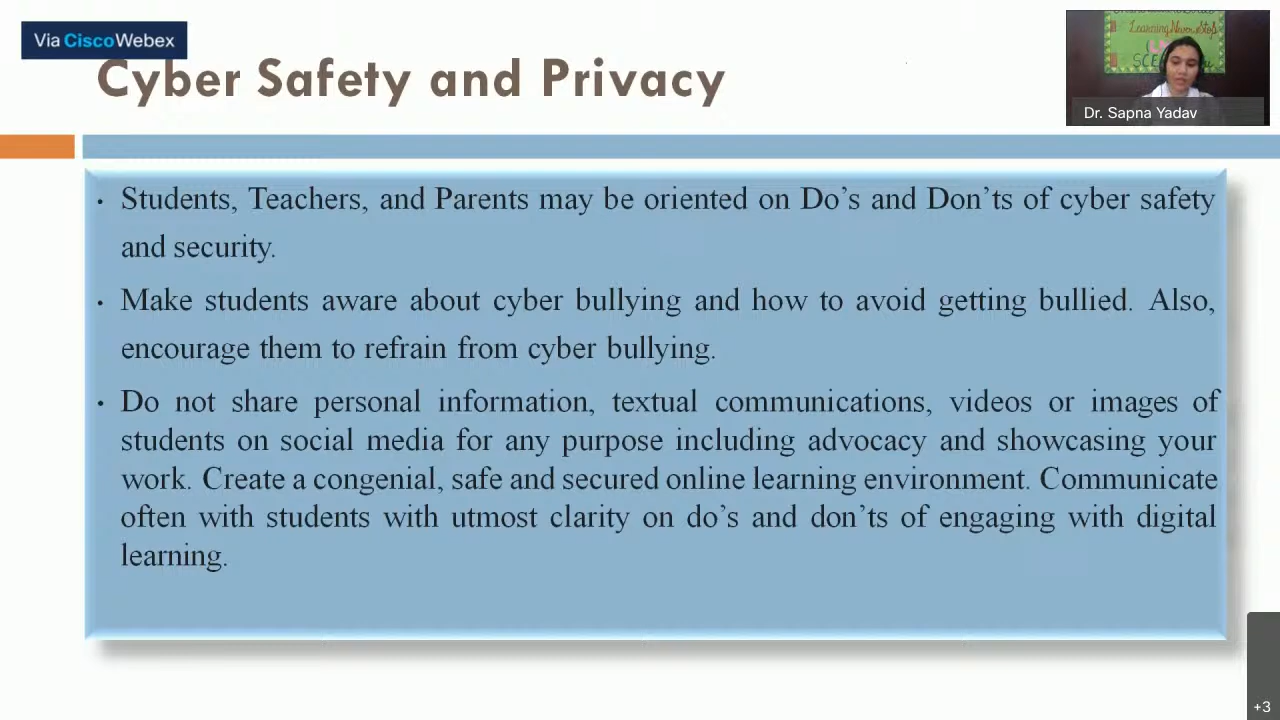 Via CiscoWebex
Cyber Safety and Privacy
Learning Never Stop
Dr. Sapna Yadav
• Students, Teachers, and Parents may be oriented on Do’s and Don’ts of cyber safety
and security.
• Make students aware about cyber bullying and how to avoid getting bullied. Also,
encourage them to refrain from cyber bullying.
• Do not share personal information, textual communications, videos or images of
students on social media for any purpose including advocacy and showcasing your
work. Create a congenial, safe and secured online learning environment. Communicate
often with students with utmost clarity on do’s and don’ts of engaging with digital
learning.
+3